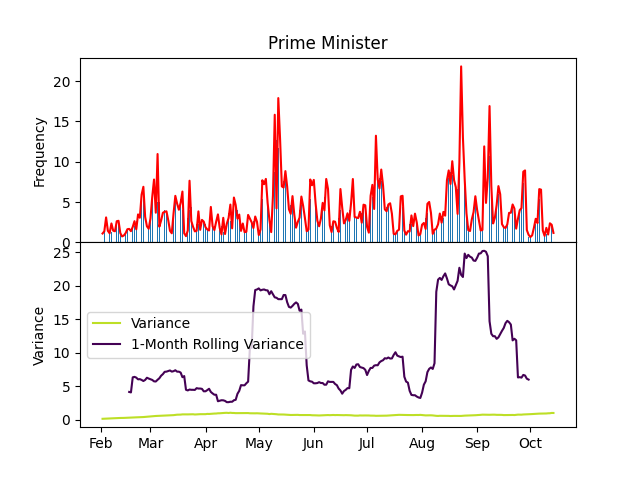 Prime Minister
Frequency
20
15
10
5
0
Variance
25
20
15
10
5
0
Variance
1-Month Rolling Variance
Feb Mar Apr May Jun Jul Aug Sep Oct